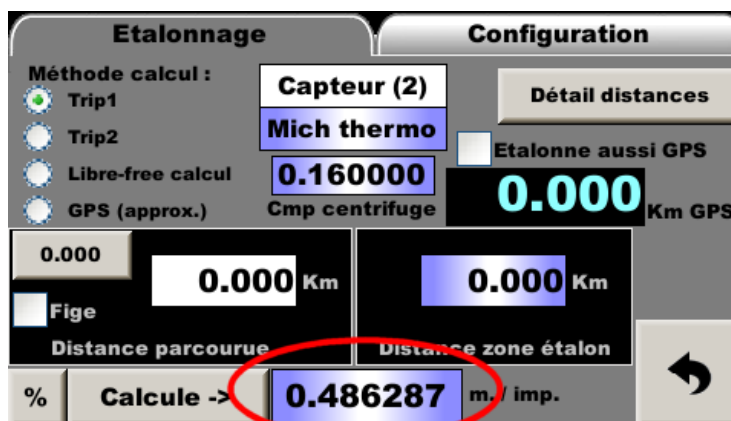 Etalonnage
Configuration
Méthode calcul :
Trip1
Trip2
Libre-free calcul
GPS (approx.)
Capteur (2)
Mich thermo
0.160000
Cmp centrifuge
Détail distances
Etalonne aussi GPS
0.000 Km GPS
0.000
0.000 Km
Fige
Distance parcourue
0.000 Km
Distance zone étalon
%
Calcule ->
0.486287 m./ imp.